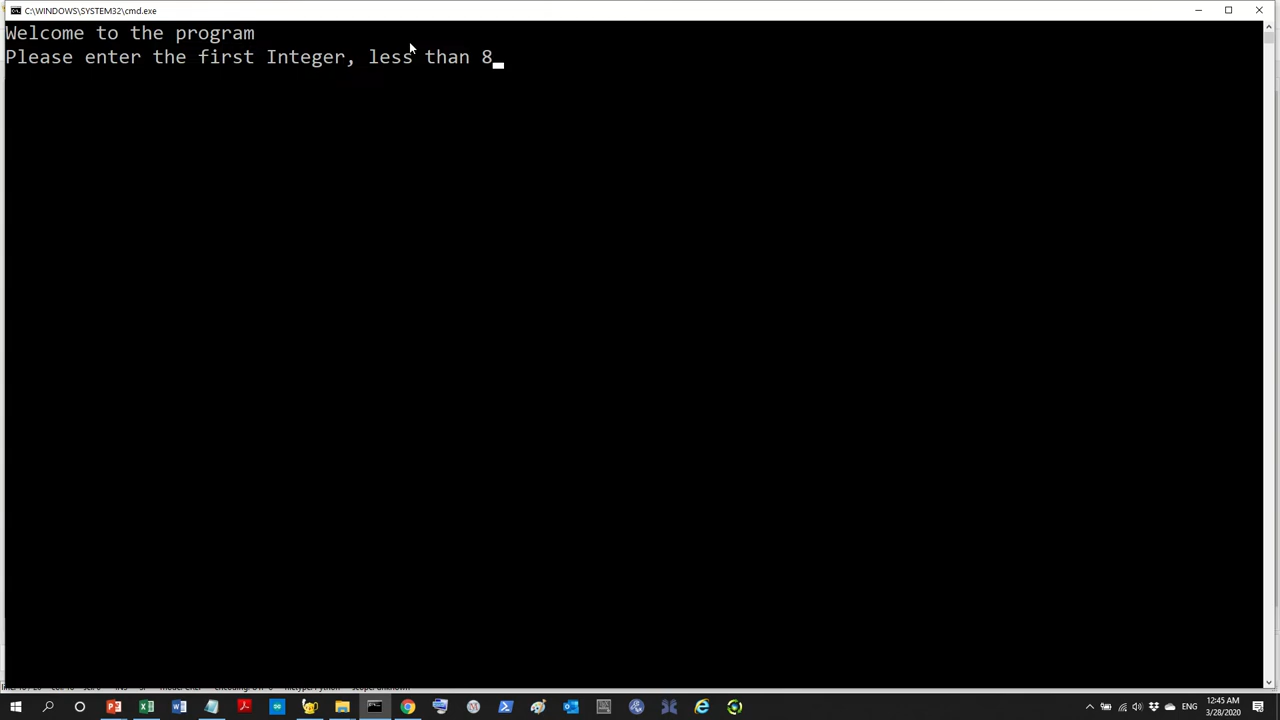 C:\WINDOWS\SYSTEM32\cmd.exe
Welcome to the program
Please enter the first Integer, less than 8
12:45 AM
ENG
3/28/2020